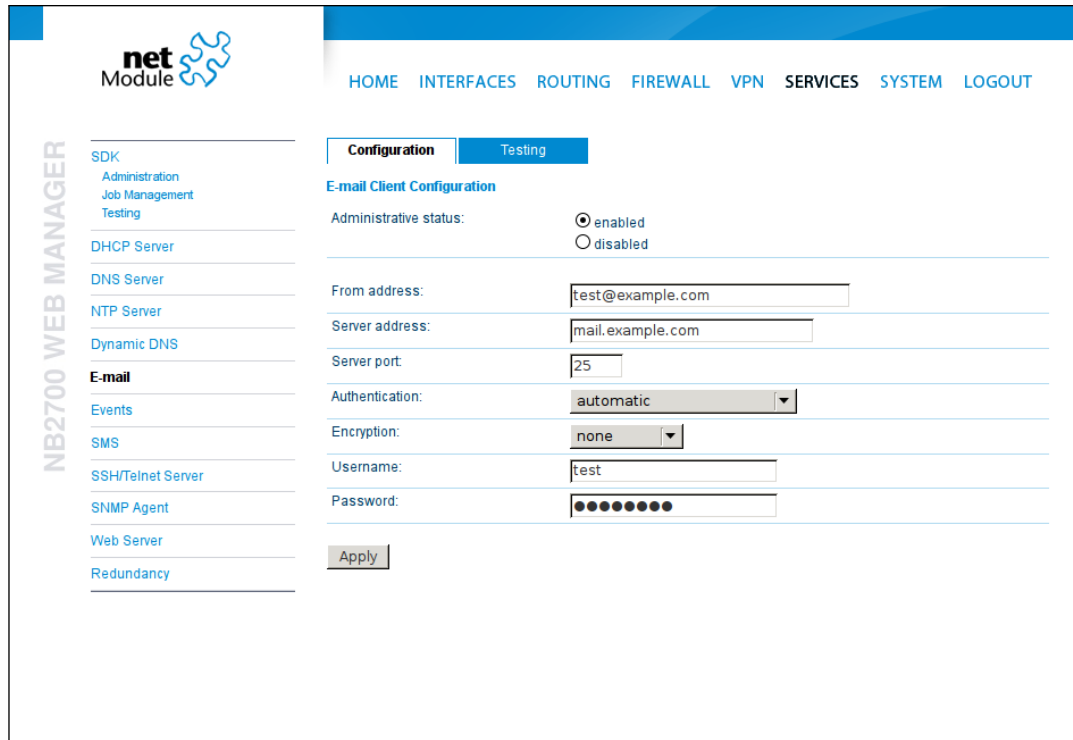 net
Module
HOME INTERFACES ROUTING FIREWALL VPN SERVICES SYSTEM LOGOUT
NB2700 WEB MANAGER
SDK
Administration
Job Management
Testing
DHCP Server
DNS Server
NTP Server
Dynamic DNS
E-mail
Events
SMS
SSH/Telnet Server
SNMP Agent
Web Server
Redundancy
Configuration Testing
E-mail Client Configuration
Administrative status: enabled
disabled
From address: test@example.com
Server address: mail.example.com
Server port: 25
Authentication: automatic
Encryption: none
Username: test
Password: ●●●●●●●●
Apply